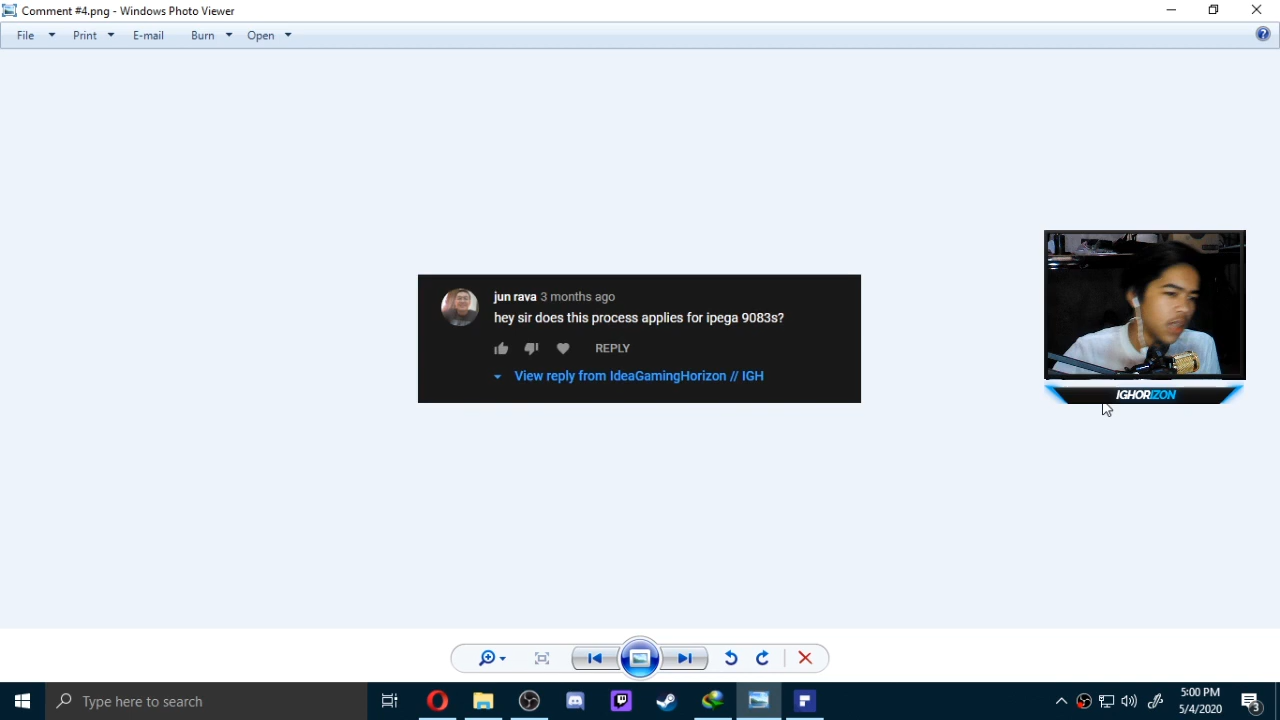 Comment #4.png - Windows Photo Viewer
File Print E-mail Burn Open
jun rava 3 months ago
hey sir does this process applies for ipega 9083s?
REPLY
View reply from IdeaGamingHorizon // IGH
IGHORIZON
Type here to search
5:00 PM
5/4/2020
3